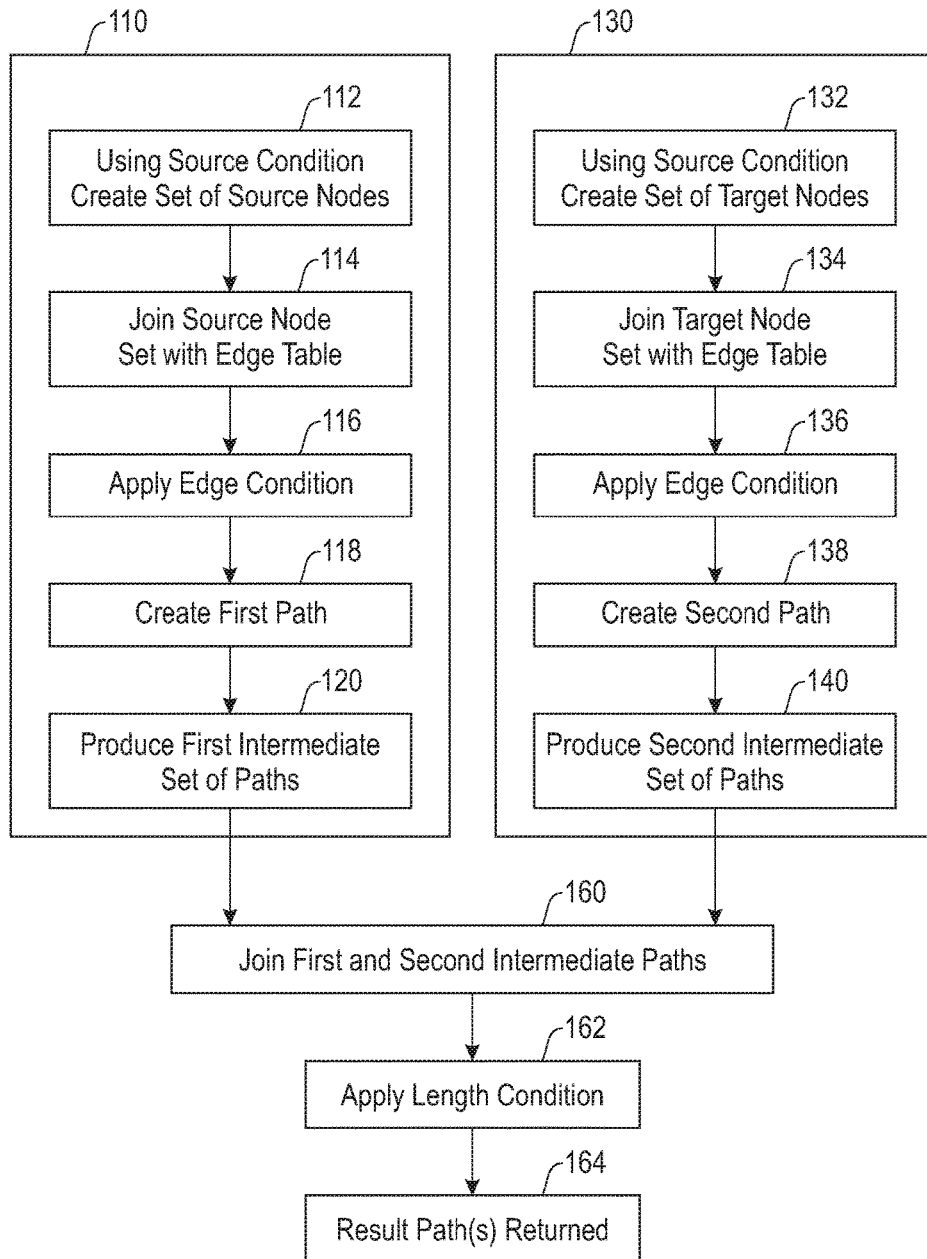 110
112
Using Source Condition
Create Set of Source Nodes
114
Join Source Node
Set with Edge Table
116
Apply Edge Condition
118
Create First Path
120
Produce First Intermediate
Set of Paths
130
132
Using Source Condition
Create Set of Target Nodes
134
Join Target Node
Set with Edge Table
136
Apply Edge Condition
138
Create Second Path
140
Produce Second Intermediate
Set of Paths
160
Join First and Second Intermediate Paths
162
Apply Length Condition
164
Result Path(s) Returned